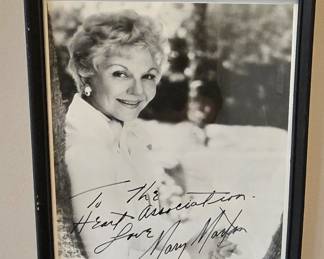 To The
Heart Association.
Love Mary Martin